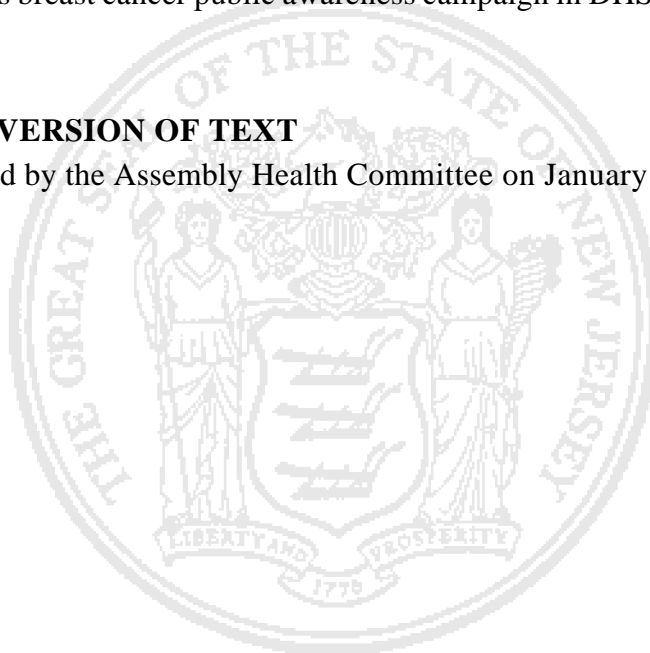 s breast cancer public awareness campaign in DHS
VERSION OF TEXT
d by the Assembly Health Committee on January
THE GREAT OF THE STATE OF NEW JERSEY
LIBERTY AND PROSPERITY
1776